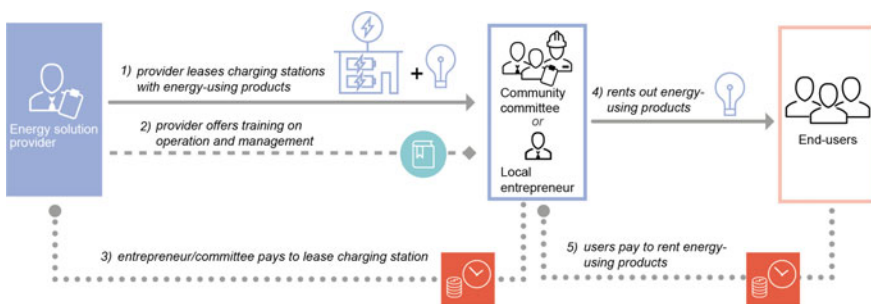 Energy solution
provider
1) provider leases charging stations
with energy-using products
+
2) provider offers training on
operation and management
3) entrepreneur/committee pays to lease charging station
Community
committee
or
Local
entrepreneur
4) rents out energy-
using products
5) users pay to rent energy-
using products
End-users